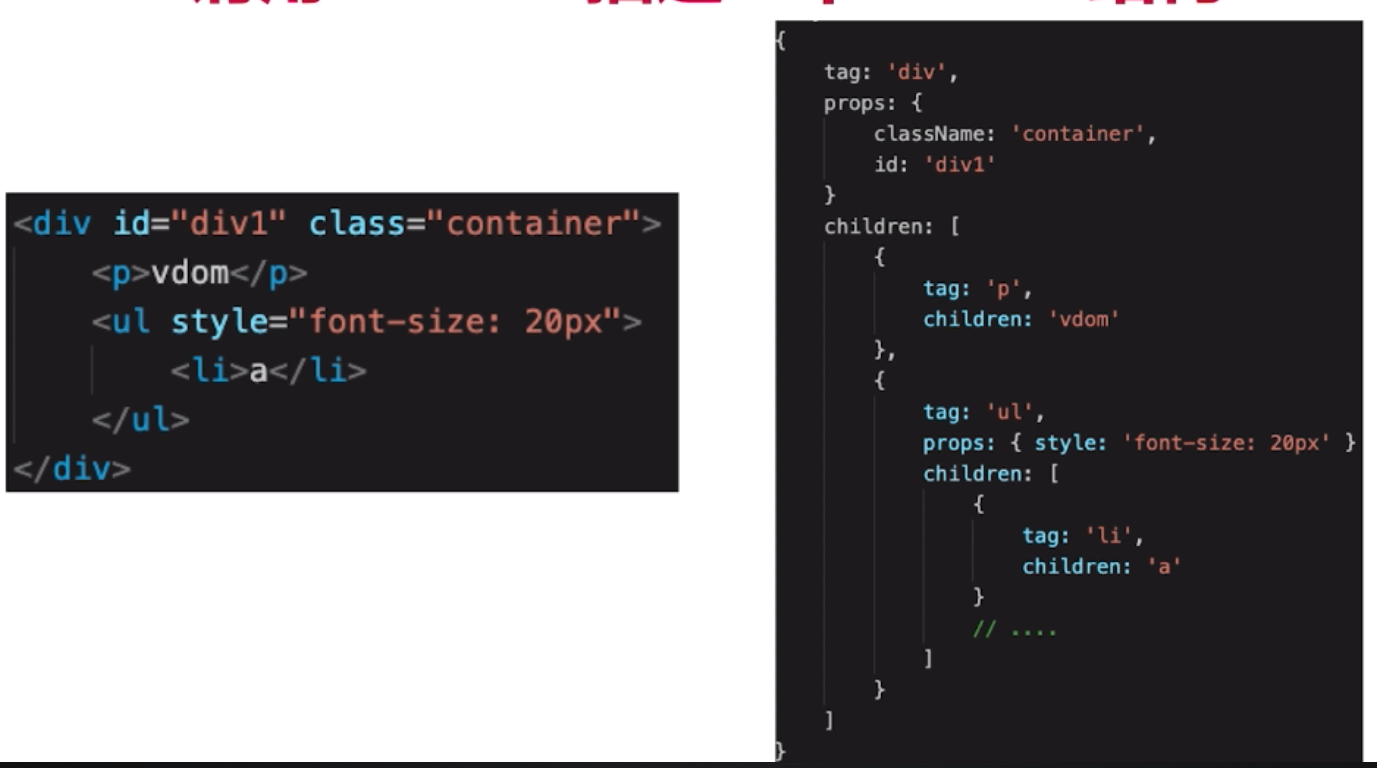 <div id="div1" class="container">
    <p>vdom</p>
    <ul style="font-size: 20px">
        <li>a</li>
    </ul>
</div>
{
    tag: 'div',
    props: {
        className: 'container',
        id: 'div1'
    }
    children: [
        {
            tag: 'p',
            children: 'vdom'
        },
        {
            tag: 'ul',
            props: { style: 'font-size: 20px' }
            children: [
                {
                    tag: 'li',
                    children: 'a'
                }
                // ....
            ]
        }
    ]
}